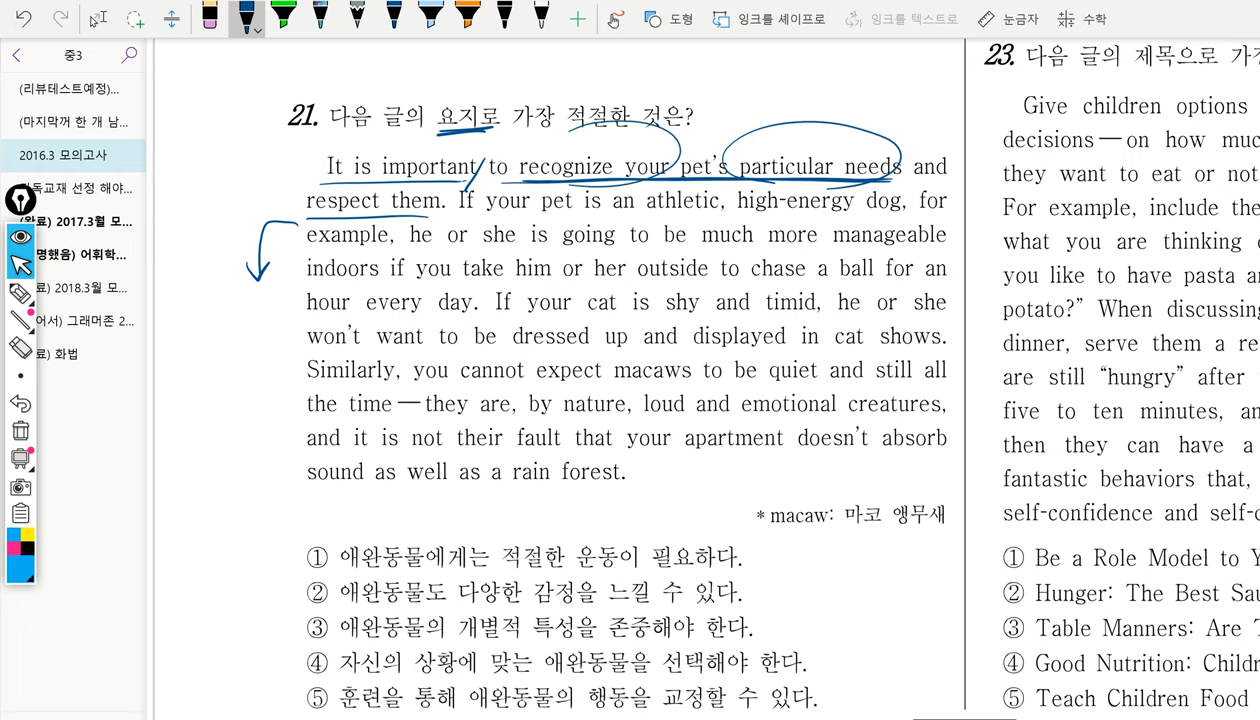 도형
잉크를 셰이프로
잉크를 텍스트로
눈금자
수학
중3
(리뷰테스트예정)...
(마지막꺼 한 개 남...
2016.3 모의고사
독교재 선정 해야...
료) 2017.3월 모...
명했음) 어휘학...
료) 2018.3월 모...
어서) 그래머존 2...
료) 화법
21. 다음 글의 요지로 가장 적절한 것은?
It is important to recognize your pet's particular needs and
respect them. If your pet is an athletic, high-energy dog, for
example, he or she is going to be much more manageable
indoors if you take him or her outside to chase a ball for an
hour every day. If your cat is shy and timid, he or she
won't want to be dressed up and displayed in cat shows.
Similarly, you cannot expect macaws to be quiet and still all
the time — they are, by nature, loud and emotional creatures,
and it is not their fault that your apartment doesn't absorb
sound as well as a rain forest.
* macaw: 마코 앵무새
① 애완동물에게는 적절한 운동이 필요하다.
② 애완동물도 다양한 감정을 느낄 수 있다.
③ 애완동물의 개별적 특성을 존중해야 한다.
④ 자신의 상황에 맞는 애완동물을 선택해야 한다.
⑤ 훈련을 통해 애완동물의 행동을 교정할 수 있다.
23. 다음 글의 제목으로
Give children options
decisions — on how muc
they want to eat or not
For example, include the
what you are thinking
you like to have pasta
potato?" When discussing
dinner, serve them a re
are still "hungry" after
five to ten minutes, an
then they can have a
fantastic behaviors that,
self-confidence and self-c
① Be a Role Model to Y
② Hunger: The Best Sau
③ Table Manners: Are T
④ Good Nutrition: Childr
⑤ Teach Children Food